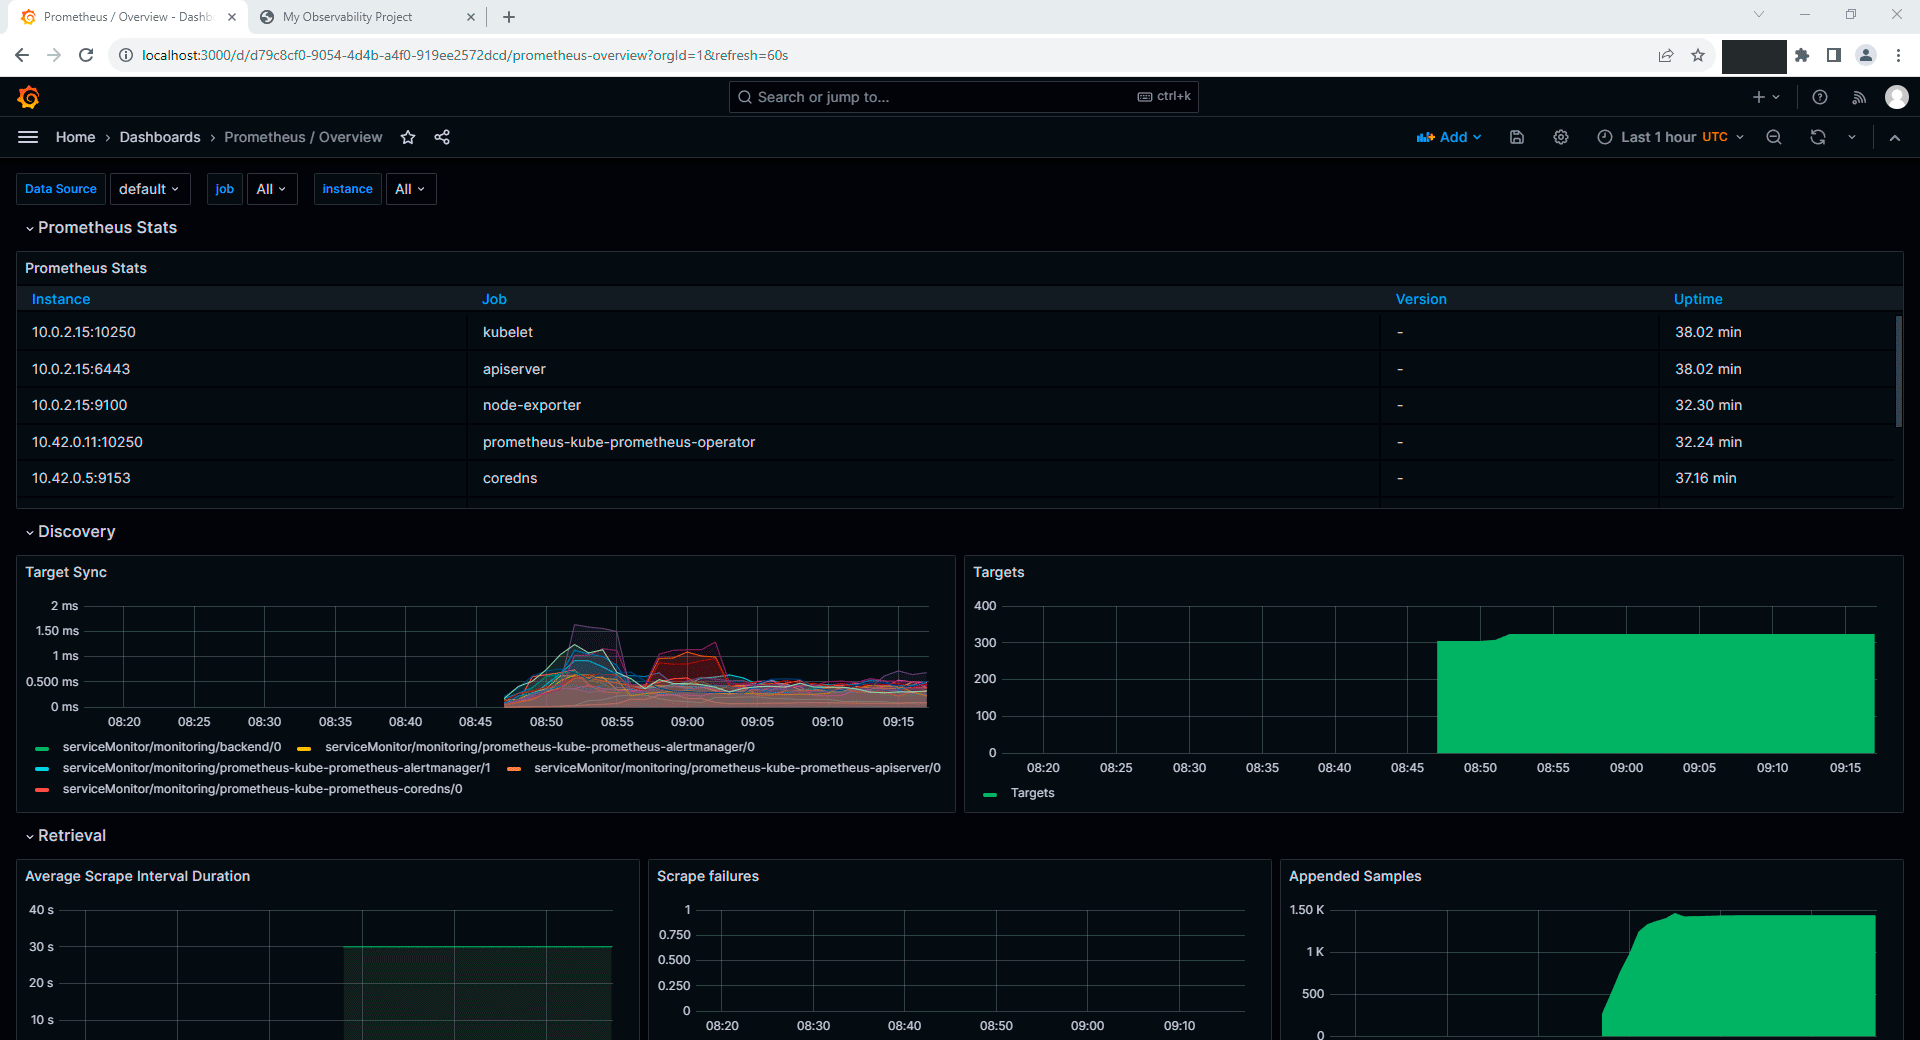 Prometheus / Overview - Dashb
My Observability Project
localhost:3000/d/d79c8cf0-9054-4d4b-a4f0-919ee2572dcd/prometheus-overview?orgId=1&refresh=60s
Search or jump to... ctrl+k
Home › Dashboards › Prometheus / Overview
Add
Last 1 hour UTC
Data Source default job All instance All
Prometheus Stats
Prometheus Stats
Instance Job Version Uptime
10.0.2.15:10250 kubelet - 38.02 min
10.0.2.15:6443 apiserver - 38.02 min
10.0.2.15:9100 node-exporter - 32.30 min
10.42.0.11:10250 prometheus-kube-prometheus-operator - 32.24 min
10.42.0.5:9153 coredns - 37.16 min
Discovery
Target Sync
2 ms
1.50 ms
1 ms
0.500 ms
0 ms
08:20 08:25 08:30 08:35 08:40 08:45 08:50 08:55 09:00 09:05 09:10 09:15
serviceMonitor/monitoring/backend/0 serviceMonitor/monitoring/prometheus-kube-prometheus-alertmanager/0
serviceMonitor/monitoring/prometheus-kube-prometheus-alertmanager/1 serviceMonitor/monitoring/prometheus-kube-prometheus-apiserver/0
serviceMonitor/monitoring/prometheus-kube-prometheus-coredns/0
Targets
400
300
200
100
0
08:20 08:25 08:30 08:35 08:40 08:45 08:50 08:55 09:00 09:05 09:10 09:15
Targets
Retrieval
Average Scrape Interval Duration
40 s
30 s
20 s
10 s
Scrape failures
1
0.750
0.500
0.250
0
08:20 08:30 08:40 08:50 09:00 09:10
Appended Samples
1.50 K
1 K
500
0